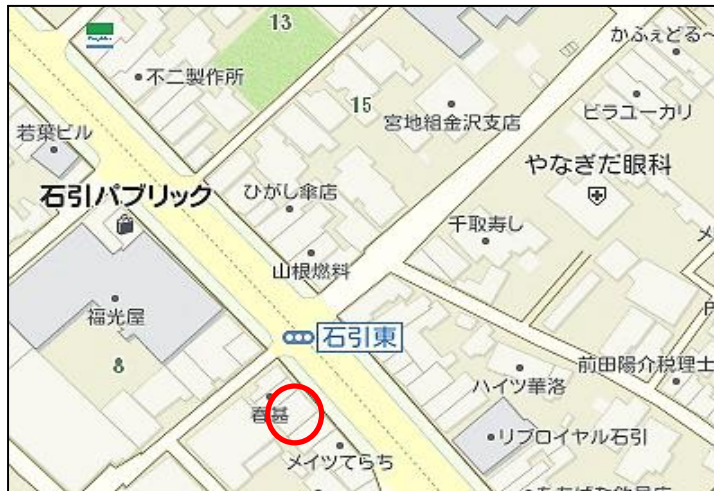 13
かふぇどる～
不二製作所
15
宮地組金沢支店
ビラユーカリ
若葉ビル
やなぎだ眼科
石引パブリック
ひがし傘店
千取寿し
メ
山根燃料
福光屋
石引東
前田陽介税理士
8
ハイツ華洛
春基
リブロイヤル石引
メイツてらち